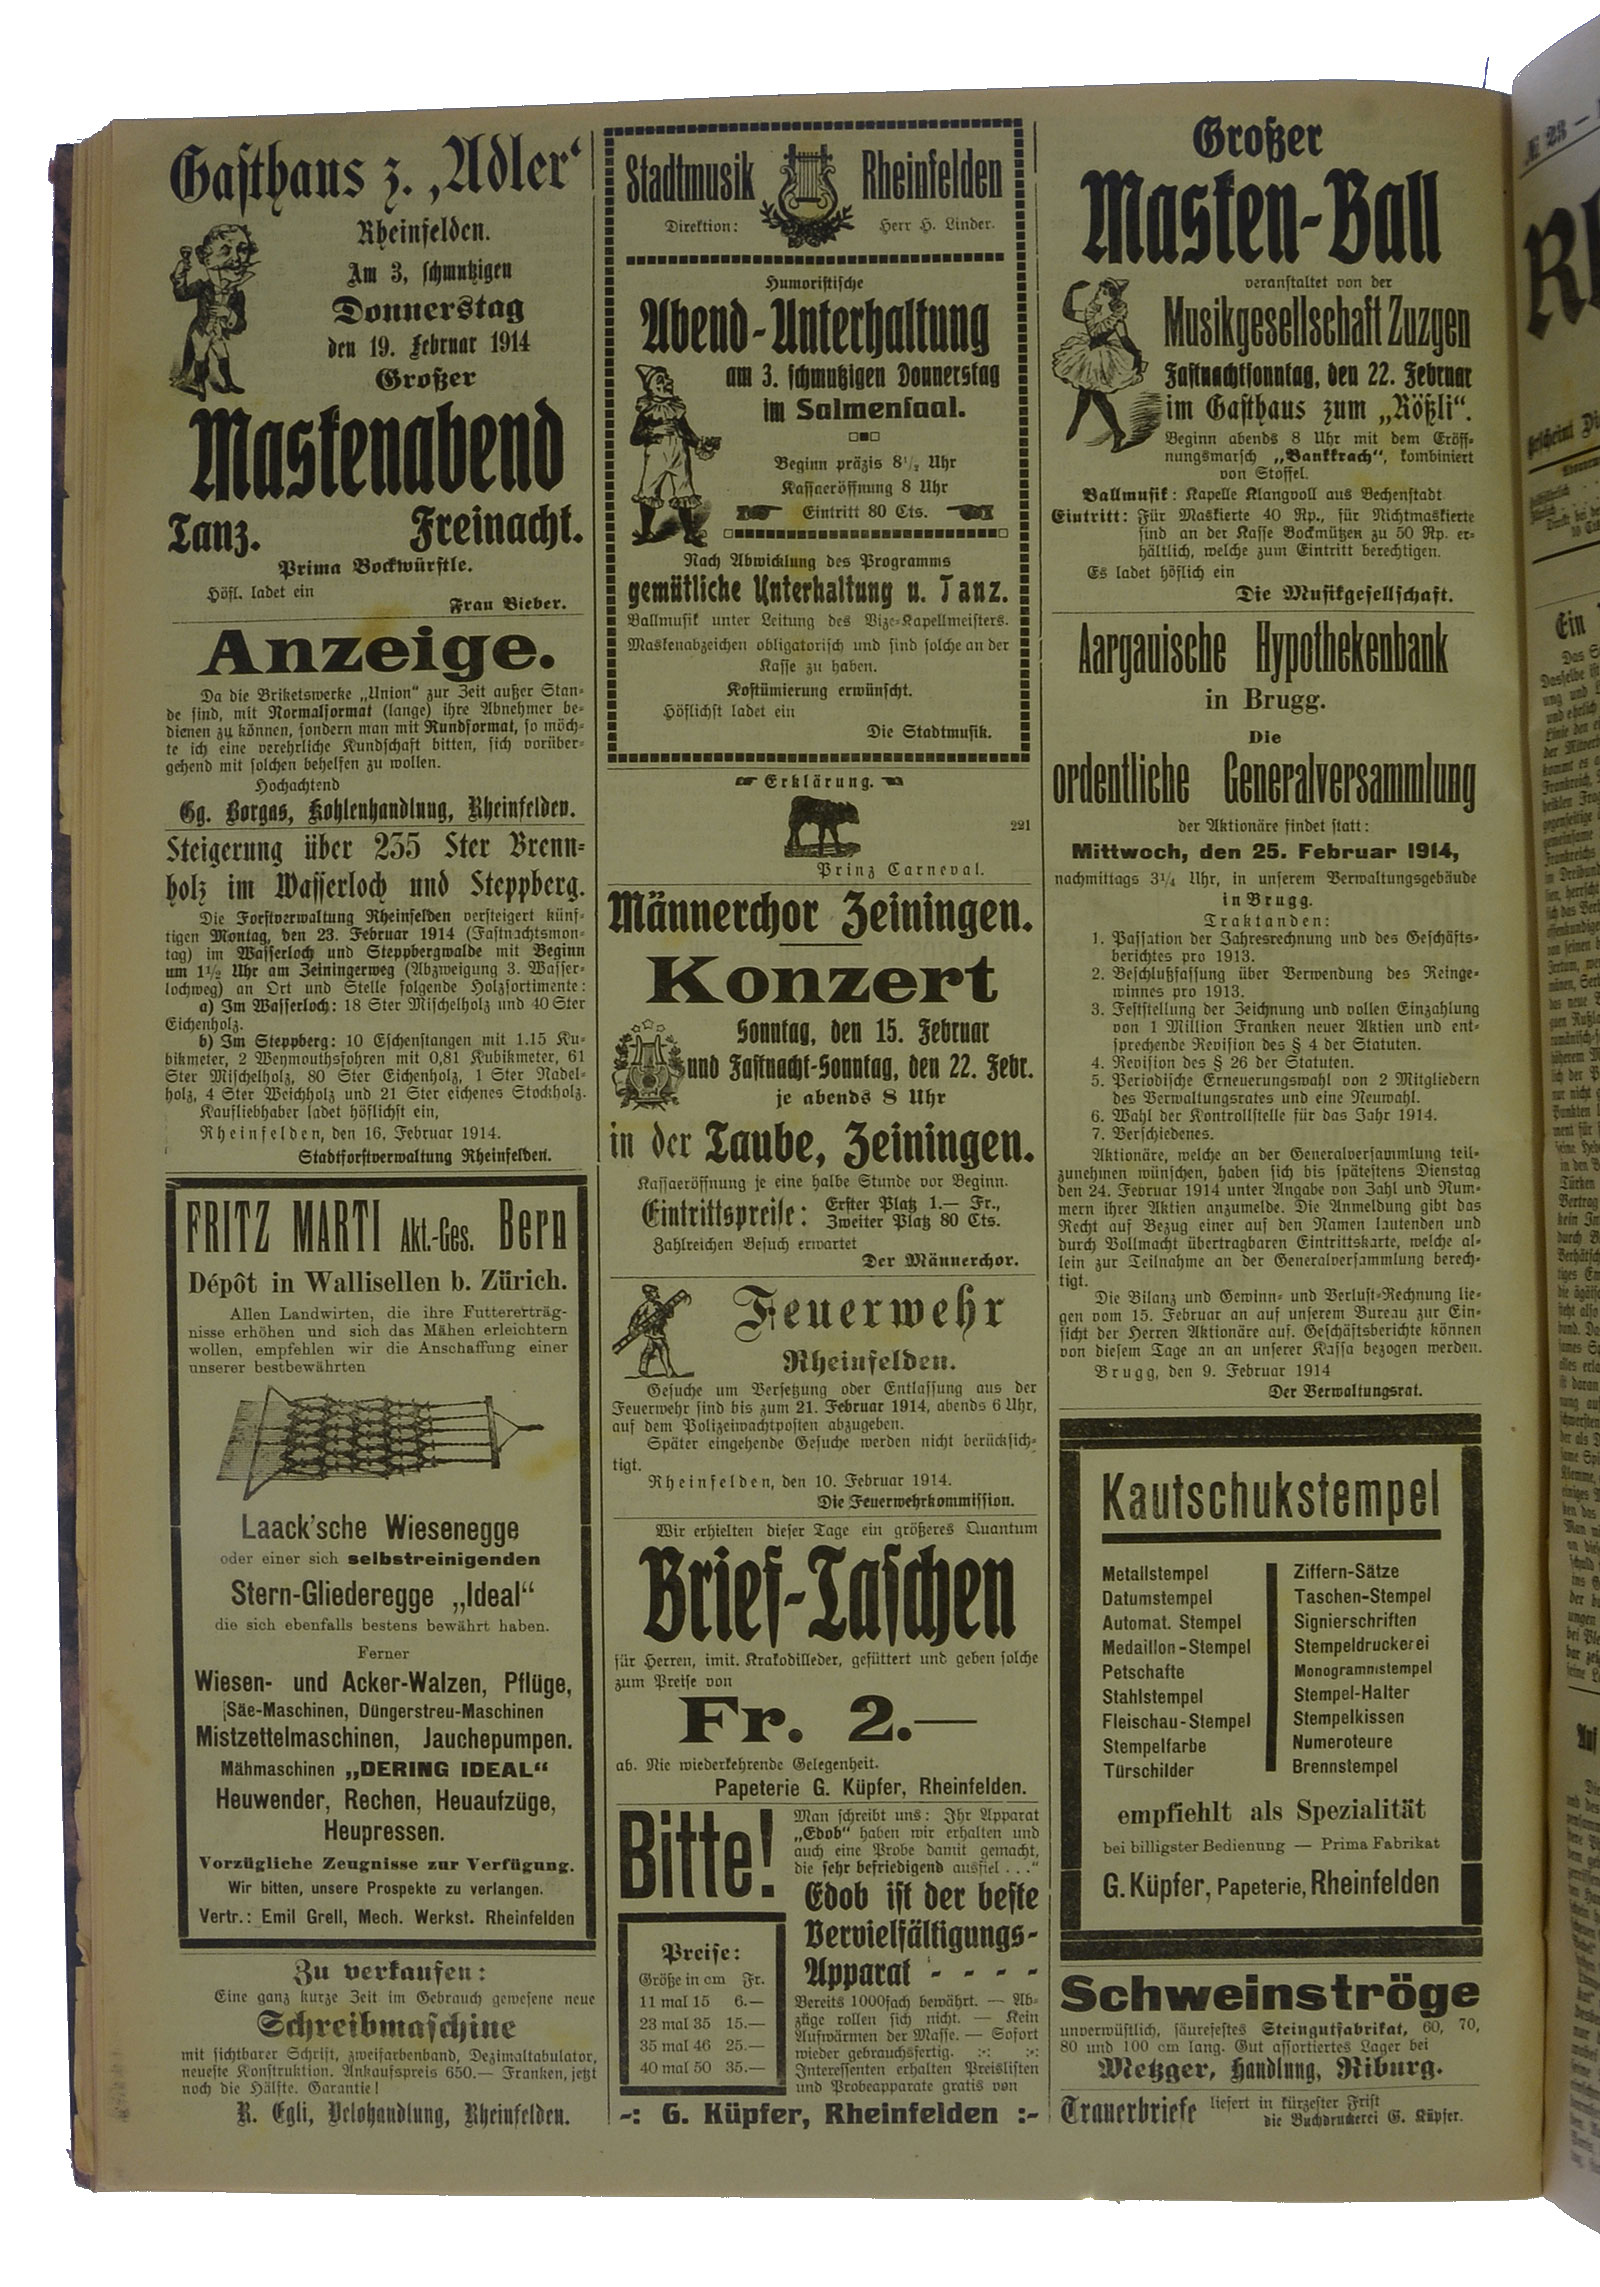 Gasthaus z. ‚Adler‘
Rheinfelden.
Am 3. schmutzigen
Donnerstag
den 19. Februar 1914
Großer
Maskenabend
Tanz. Freinacht.
Prima Bockwürstle.
Höfl. ladet ein
Frau Bieber.
Anzeige.
Da die Briketswerke „Union“ zur Zeit außer Stan-
de sind, mit Normalformat (lange) ihre Abnehmer be-
dienen zu können, sondern man mit Rundformat, so möch-
te ich eine verehrliche Kundschaft bitten, sich vorüber-
gehend mit solchen behelfen zu wollen.
Hochachtend
Gg. Borgas, Kohlenhandlung, Rheinfelden.
Steigerung über 235 Ster Brenn-
holz im Wasserloch und Steppberg.
Die Forstverwaltung Rheinfelden versteigert künf-
tigen Montag, den 23. Februar 1914 (Fastnachtsmon-
tag) im Wasserloch und Steppbergwalde mit Beginn
um 1½ Uhr am Zeiningerweg (Abzweigung 3. Wasser-
lochweg) an Ort und Stelle folgende Holzsortimente:
a) Im Wasserloch: 18 Ster Mischelholz und 40 Ster
Eichenholz.
b) Im Steppberg: 10 Eschenstangen mit 1.15 Ku-
bikmeter, 2 Weymouthsfohren mit 0,81 Kubikmeter, 61
Ster Mischelholz, 80 Ster Eichenholz, 1 Ster Nadel-
holz, 4 Ster Weichholz und 21 Ster eichenes Stockholz.
Kaufliebhaber ladet höflichst ein,
Rheinfelden, den 16. Februar 1914.
Stadtforstverwaltung Rheinfelden.
FRITZ MARTI Akt.-Ges. Bern
Dépôt in Wallisellen b. Zürich.
Allen Landwirten, die ihre Futtererträg-
nisse erhöhen und sich das Mähen erleichtern
wollen, empfehlen wir die Anschaffung einer
unserer bestbewährten
Laack'sche Wiesenegge
oder einer sich selbstreinigenden
Stern-Gliederegge „Ideal“
die sich ebenfalls bestens bewährt haben.
Ferner
Wiesen- und Acker-Walzen, Pflüge,
Säe-Maschinen, Düngerstreu-Maschinen
Mistzettelmaschinen, Jauchepumpen.
Mähmaschinen „DERING IDEAL“
Heuwender, Rechen, Heuaufzüge,
Heupressen.
Vorzügliche Zeugnisse zur Verfügung.
Wir bitten, unsere Prospekte zu verlangen.
Vertr.: Emil Grell, Mech. Werkst. Rheinfelden
Zu verkaufen:
Eine ganz kurze Zeit im Gebrauch gewesene neue
Schreibmaschine
mit sichtbarer Schrift, zweifarbenband, Dezimaltabulator,
neueste Konstruktion. Ankaufspreis 650.— Franken, jetzt
noch die Hälfte. Garantie!
R. Egli, Velohandlung, Rheinfelden.
Stadtmusik Rheinfelden
Direktion: Herr H. Linder.
Humoristische
Abend-Unterhaltung
am 3. schmutzigen Donnerstag
im Salmensaal.
Beginn präzis 8½ Uhr
Kassaeröffnung 8 Uhr
Eintritt 80 Cts.
Nach Abwicklung des Programms
gemütliche Unterhaltung u. Tanz.
Ballmusik unter Leitung des Vize-Kapellmeisters.
Maskenabzeichen obligatorisch und sind solche an der
Kasse zu haben.
Kostümierung erwünscht.
Höflichst ladet ein
Die Stadtmusik.
Erklärung.
221
Prinz Carneval.
Männerchor Zeiningen.
Konzert
Sonntag, den 15. Februar
und Fastnacht-Sonntag, den 22. Febr.
je abends 8 Uhr
in der Taube, Zeiningen.
Kassaeröffnung je eine halbe Stunde vor Beginn.
Eintrittspreise: Erster Platz 1.— Fr.,
Zweiter Platz 80 Cts.
Zahlreichen Besuch erwartet
Der Männerchor.
Feuerwehr
Rheinfelden.
Gesuche um Versetzung oder Entlassung aus der
Feuerwehr sind bis zum 21. Februar 1914, abends 6 Uhr,
auf dem Polizeiwachtposten abzugeben.
Später eingehende Gesuche werden nicht berücksich-
tigt.
Rheinfelden, den 10. Februar 1914.
Die Feuerwehrkommission.
Wir erhielten dieser Tage ein größeres Quantum
Brief-Taschen
für Herren, imit. Krakodilleder, gefüttert und geben solche
zum Preise von
Fr. 2.—
ab. Nie wiederkehrende Gelegenheit.
Papeterie G. Küpfer, Rheinfelden.
Bitte!
Man schreibt uns: Ihr Apparat
„Edob“ haben wir erhalten und
auch eine Probe damit gemacht,
die sehr befriedigend ausfiel . . .“
Edob ist der beste
Vervielfältigungs-
Apparat - - - -
Preise:
Größe in cm Fr.
11 mal 15 6.—
23 mal 35 15.—
35 mal 46 25.—
40 mal 50 35.—
Bereits 1000fach bewährt. — Ab-
züge rollen sich nicht. — Kein
Aufwärmen der Masse. — Sofort
wieder gebrauchsfertig. :-: :-:
Interessenten erhalten Preislisten
und Probeapparate gratis von
-: G. Küpfer, Rheinfelden :-
Großer
Masken-Ball
veranstaltet von der
Musikgesellschaft Zuzgen
Fastnachtsonntag, den 22. Februar
im Gasthaus zum „Rößli“.
Beginn abends 8 Uhr mit dem Eröff-
nungsmarsch „Bankkrach“, kombiniert
von Stoffel.
Ballmusik: Kapelle Klangvoll aus Bechenstadt
Eintritt: Für Maskierte 40 Rp., für Nichtmaskierte
sind an der Kasse Bockmützen zu 50 Rp. er-
hältlich, welche zum Eintritt berechtigen.
Es ladet höflich ein
Die Musikgesellschaft.
Aargauische Hypothekenbank
in Brugg.
Die
ordentliche Generalversammlung
der Aktionäre findet statt:
Mittwoch, den 25. Februar 1914,
nachmittags 3¼ Uhr, in unserem Verwaltungsgebäude
in Brugg.
Traktanden:
1. Passation der Jahresrechnung und des Geschäfts-
berichtes pro 1913.
2. Beschlußfassung über Verwendung des Reinge-
winnes pro 1913.
3. Feststellung der Zeichnung und vollen Einzahlung
von 1 Million Franken neuer Aktien und ent-
sprechende Revision des § 4 der Statuten.
4. Revision des § 26 der Statuten.
5. Periodische Erneuerungswahl von 2 Mitgliedern
des Verwaltungsrates und eine Neuwahl.
6. Wahl der Kontrollstelle für das Jahr 1914.
7. Verschiedenes.
Aktionäre, welche an der Generalversammlung teil-
zunehmen wünschen, haben sich bis spätestens Dienstag
den 24. Februar 1914 unter Angabe von Zahl und Num-
mern ihrer Aktien anzumelde. Die Anmeldung gibt das
Recht auf Bezug einer auf den Namen lautenden und
durch Vollmacht übertragbaren Eintrittskarte, welche al-
lein zur Teilnahme an der Generalversammlung berech-
tigt.
Die Bilanz und Gewinn- und Verlust-Rechnung lie-
gen vom 15. Februar an auf unserem Bureau zur Ein-
sicht der Herren Aktionäre auf. Geschäftsberichte können
von diesem Tage an an unserer Kassa bezogen werden.
Brugg, den 9. Februar 1914
Der Verwaltungsrat.
Kautschukstempel
Metallstempel
Datumstempel
Automat. Stempel
Medaillon-Stempel
Petschafte
Stahlstempel
Fleischau-Stempel
Stempelfarbe
Türschilder
Ziffern-Sätze
Taschen-Stempel
Signierschriften
Stempeldruckerei
Monogrammstempel
Stempel-Halter
Stempelkissen
Numeroteure
Brennstempel
empfiehlt als Spezialität
bei billigster Bedienung — Prima Fabrikat
G. Küpfer, Papeterie, Rheinfelden
Schweinströge
unverwüstlich, säurefestes Steingutfabrikat, 60, 70,
80 und 100 cm lang. Gut assortiertes Lager bei
Metzger, Handlung, Riburg.
Trauerbriefe liefert in kürzester Frist
die Buchdruckerei G. Küpfer.
№ 23 —
Ein